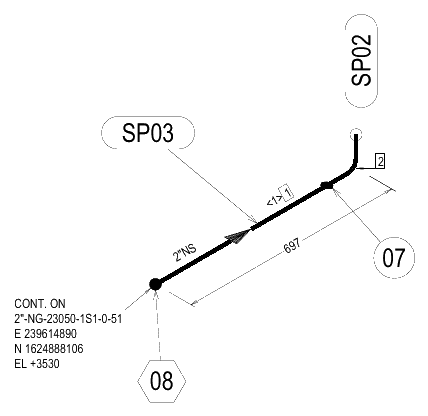 SP02
SP03
2
<1> 1
2"NS
697
07
CONT. ON
2"-NG-23050-1S1-0-51
E 239614890
N 1624888106
EL +3530
08